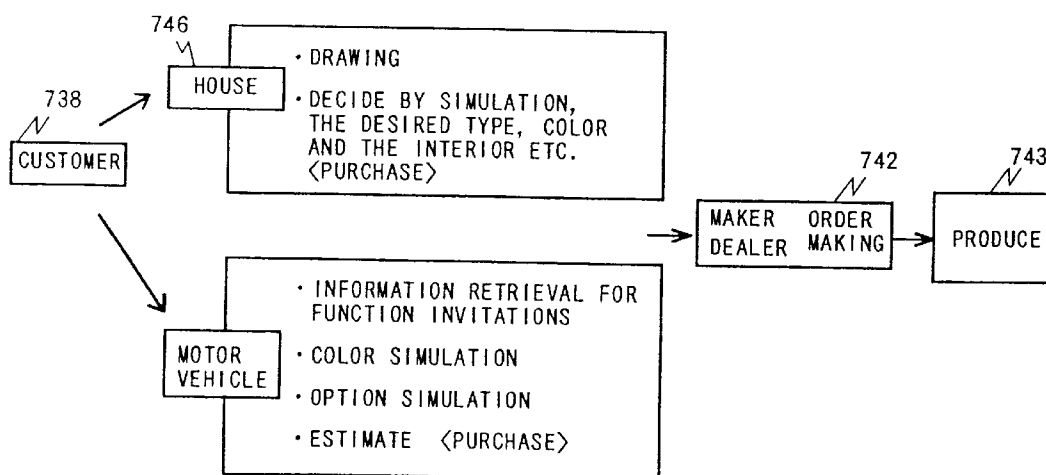 746
HOUSE
・DRAWING
・DECIDE BY SIMULATION,
THE DESIRED TYPE, COLOR
AND THE INTERIOR ETC.
〈PURCHASE〉
738
CUSTOMER
742
MAKER ORDER
DEALER MAKING
743
PRODUCE
MOTOR
VEHICLE
・INFORMATION RETRIEVAL FOR
FUNCTION INVITATIONS
・COLOR SIMULATION
・OPTION SIMULATION
・ESTIMATE 〈PURCHASE〉